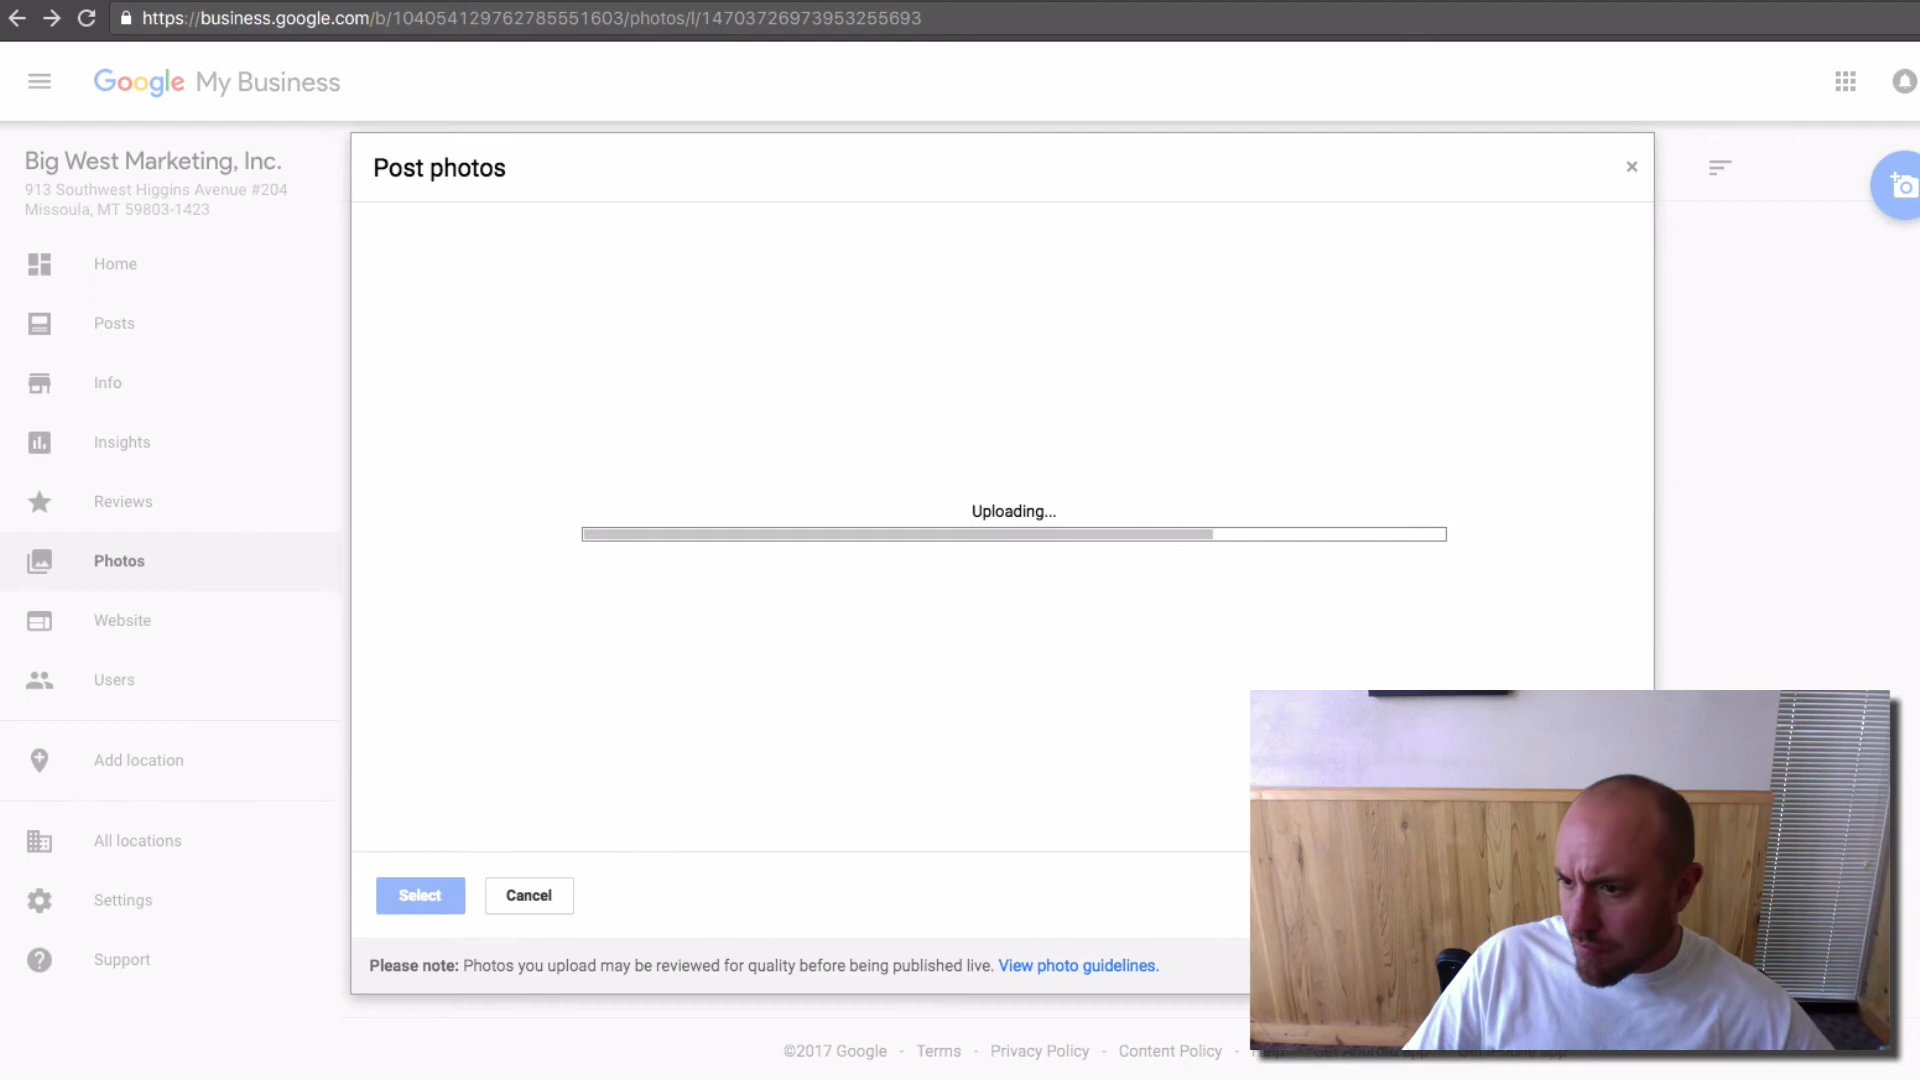 https://business.google.com/b/104054129762785551603/photos/l/14703726973953255693
Google My Business
Big West Marketing, Inc.
913 Southwest Higgins Avenue #204
Missoula, MT 59803-1423
Home
Posts
Info
Insights
Reviews
Photos
Website
Users
Add location
All locations
Settings
Support
Post photos
×
Uploading...
Select
Cancel
Please note: Photos you upload may be reviewed for quality before being published live. View photo guidelines.
©2017 Google - Terms - Privacy Policy - Content Policy -